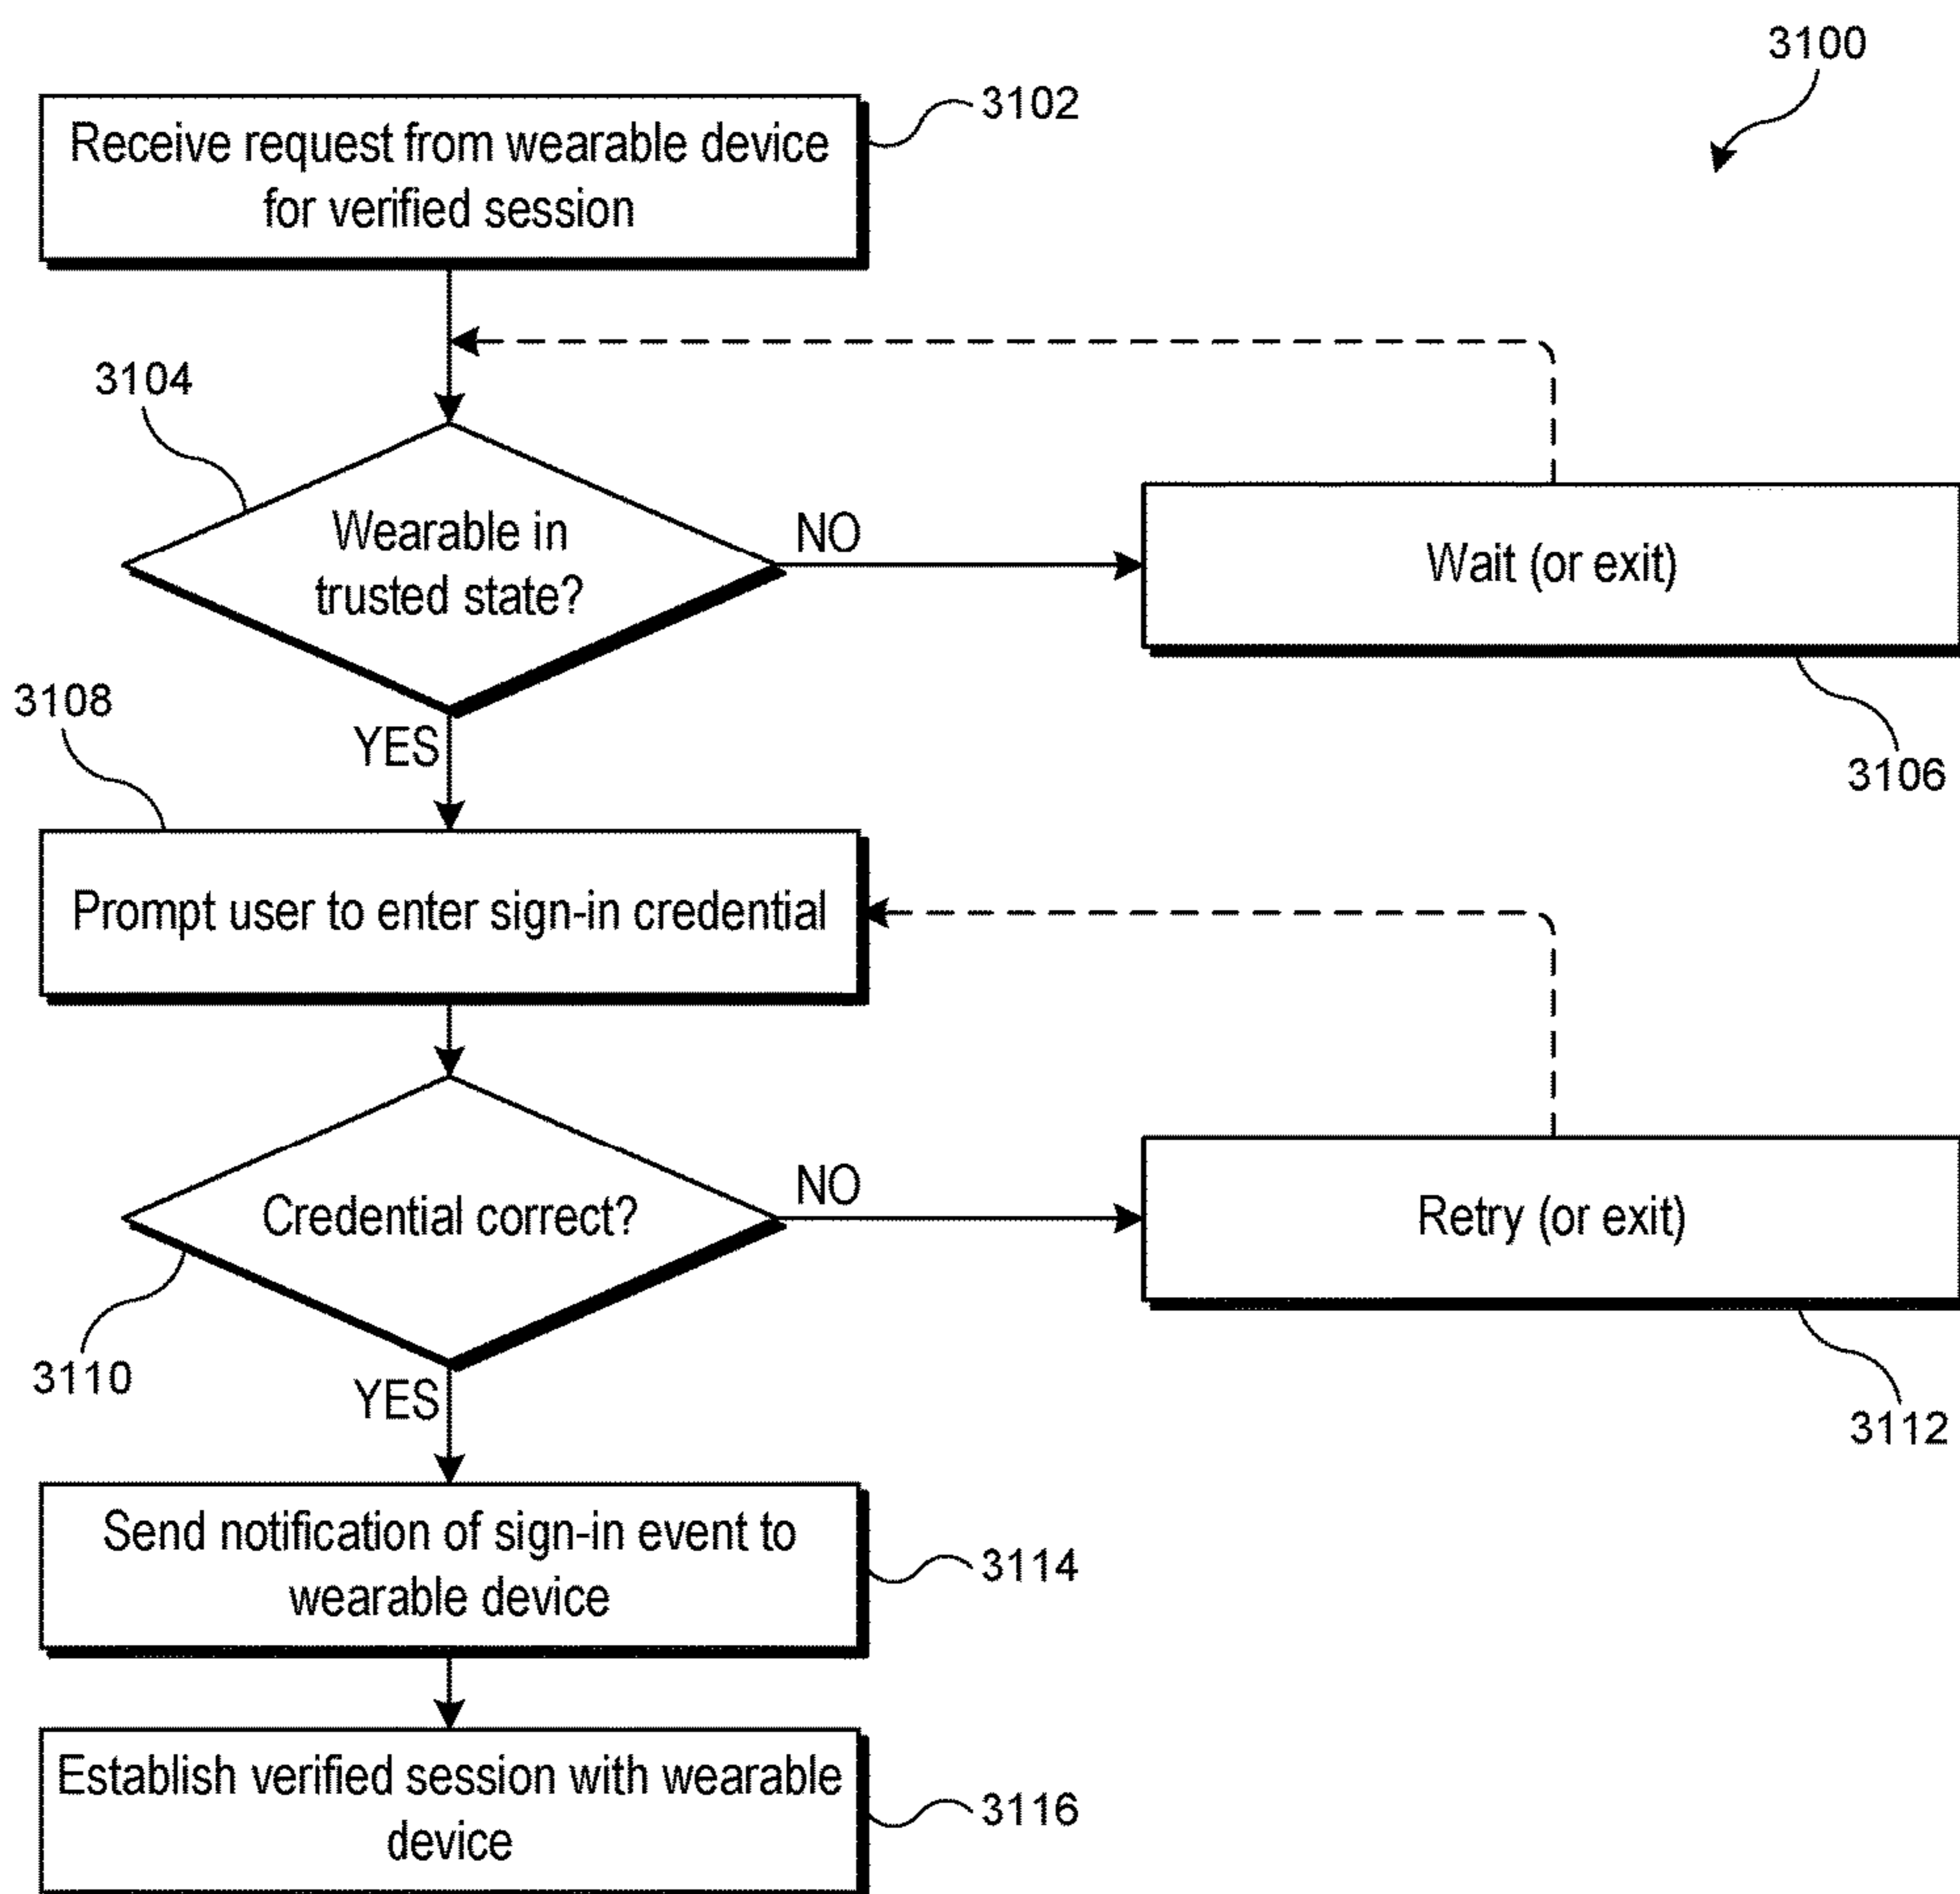 3100
Receive request from wearable device
for verified session
3102
3104
Wearable in
trusted state?
NO
Wait (or exit)
3106
YES
3108
Prompt user to enter sign-in credential
Credential correct?
NO
Retry (or exit)
3110
3112
YES
Send notification of sign-in event to
wearable device
3114
Establish verified session with wearable
device
3116